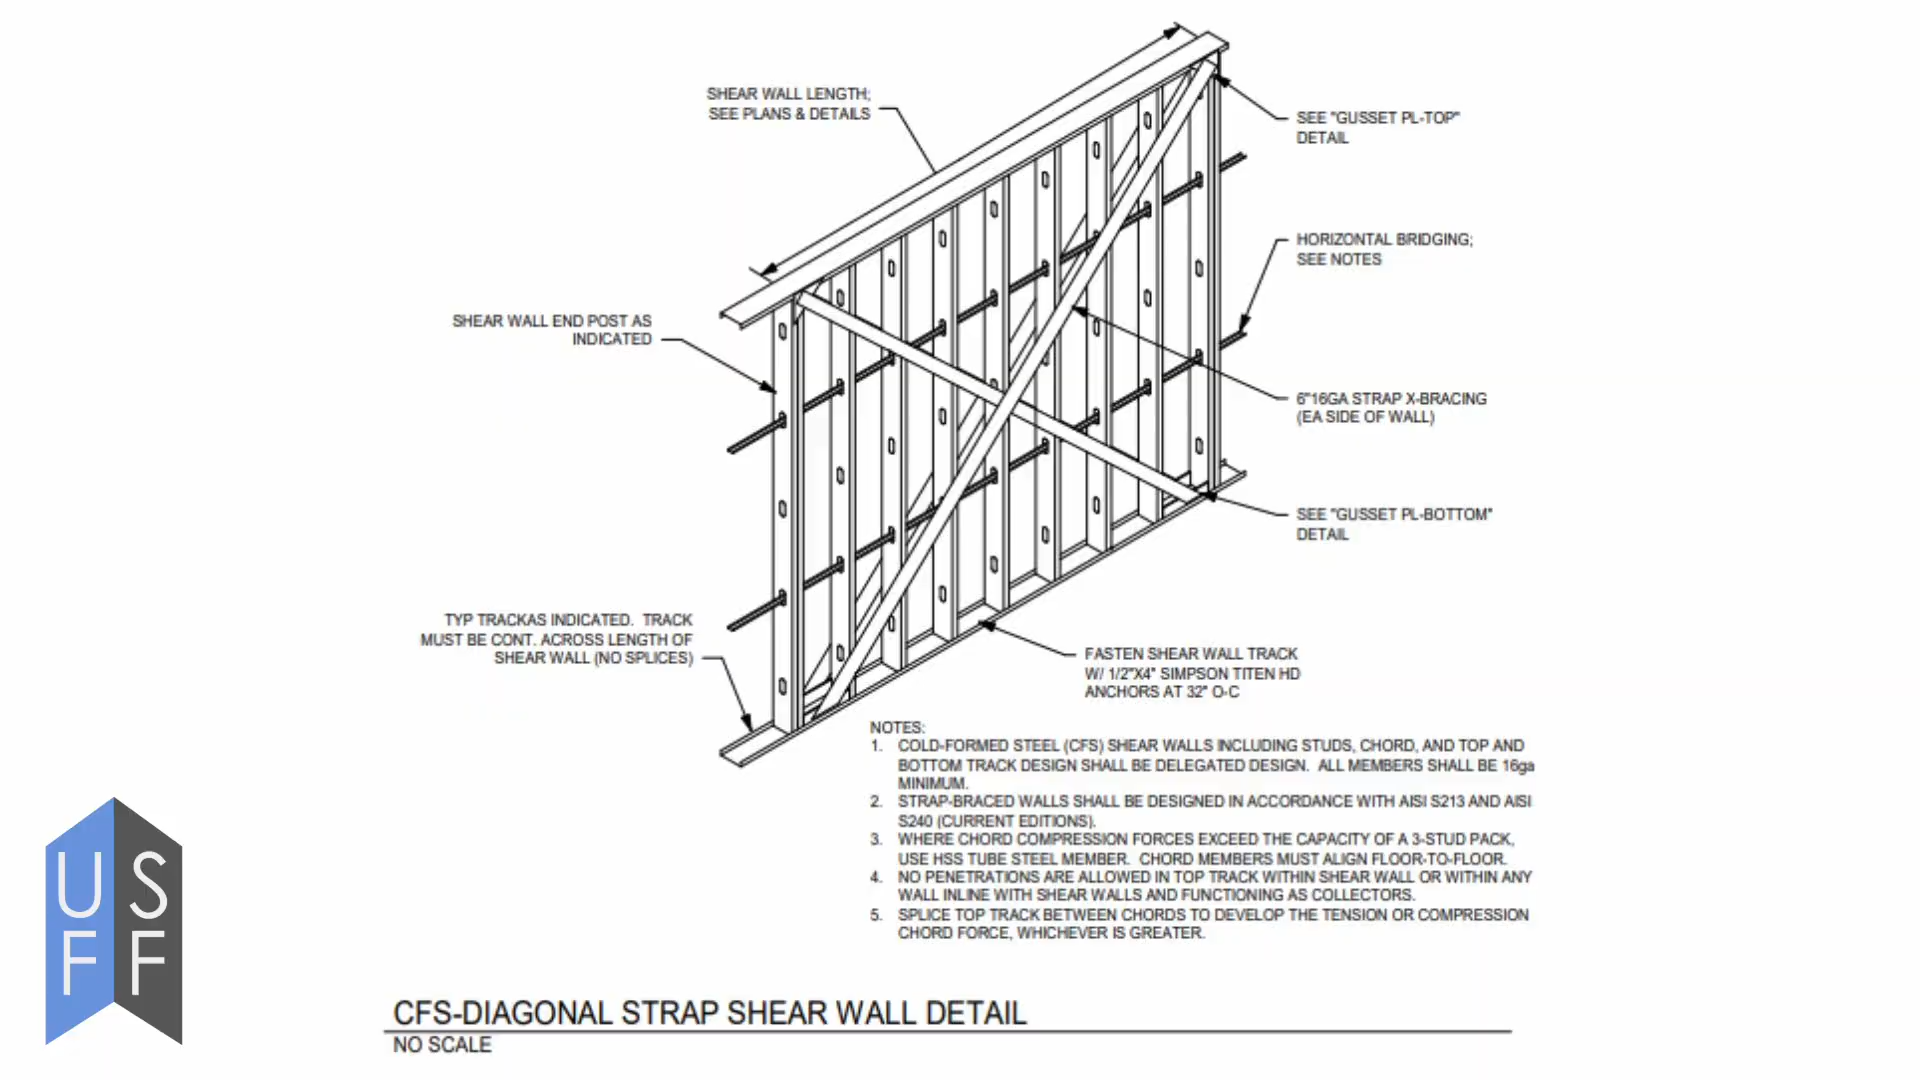 SHEAR WALL LENGTH;
SEE PLANS & DETAILS
SEE "GUSSET PL-TOP"
DETAIL
HORIZONTAL BRIDGING;
SEE NOTES
SHEAR WALL END POST AS
INDICATED
6"16GA STRAP X-BRACING
(EA SIDE OF WALL)
SEE "GUSSET PL-BOTTOM"
DETAIL
TYP TRACKAS INDICATED. TRACK
MUST BE CONT. ACROSS LENGTH OF
SHEAR WALL (NO SPLICES)
FASTEN SHEAR WALL TRACK
W/ 1/2"X4" SIMPSON TITEN HD
ANCHORS AT 32" O-C
NOTES:
1. COLD-FORMED STEEL (CFS) SHEAR WALLS INCLUDING STUDS, CHORD, AND TOP AND
BOTTOM TRACK DESIGN SHALL BE DELEGATED DESIGN. ALL MEMBERS SHALL BE 16ga
MINIMUM.
2. STRAP-BRACED WALLS SHALL BE DESIGNED IN ACCORDANCE WITH AISI S213 AND AISI
S240 (CURRENT EDITIONS).
3. WHERE CHORD COMPRESSION FORCES EXCEED THE CAPACITY OF A 3-STUD PACK,
USE HSS TUBE STEEL MEMBER. CHORD MEMBERS MUST ALIGN FLOOR-TO-FLOOR.
4. NO PENETRATIONS ARE ALLOWED IN TOP TRACK WITHIN SHEAR WALL OR WITHIN ANY
WALL INLINE WITH SHEAR WALLS AND FUNCTIONING AS COLLECTORS.
5. SPLICE TOP TRACK BETWEEN CHORDS TO DEVELOP THE TENSION OR COMPRESSION
CHORD FORCE, WHICHEVER IS GREATER.
US
FF
CFS-DIAGONAL STRAP SHEAR WALL DETAIL
NO SCALE